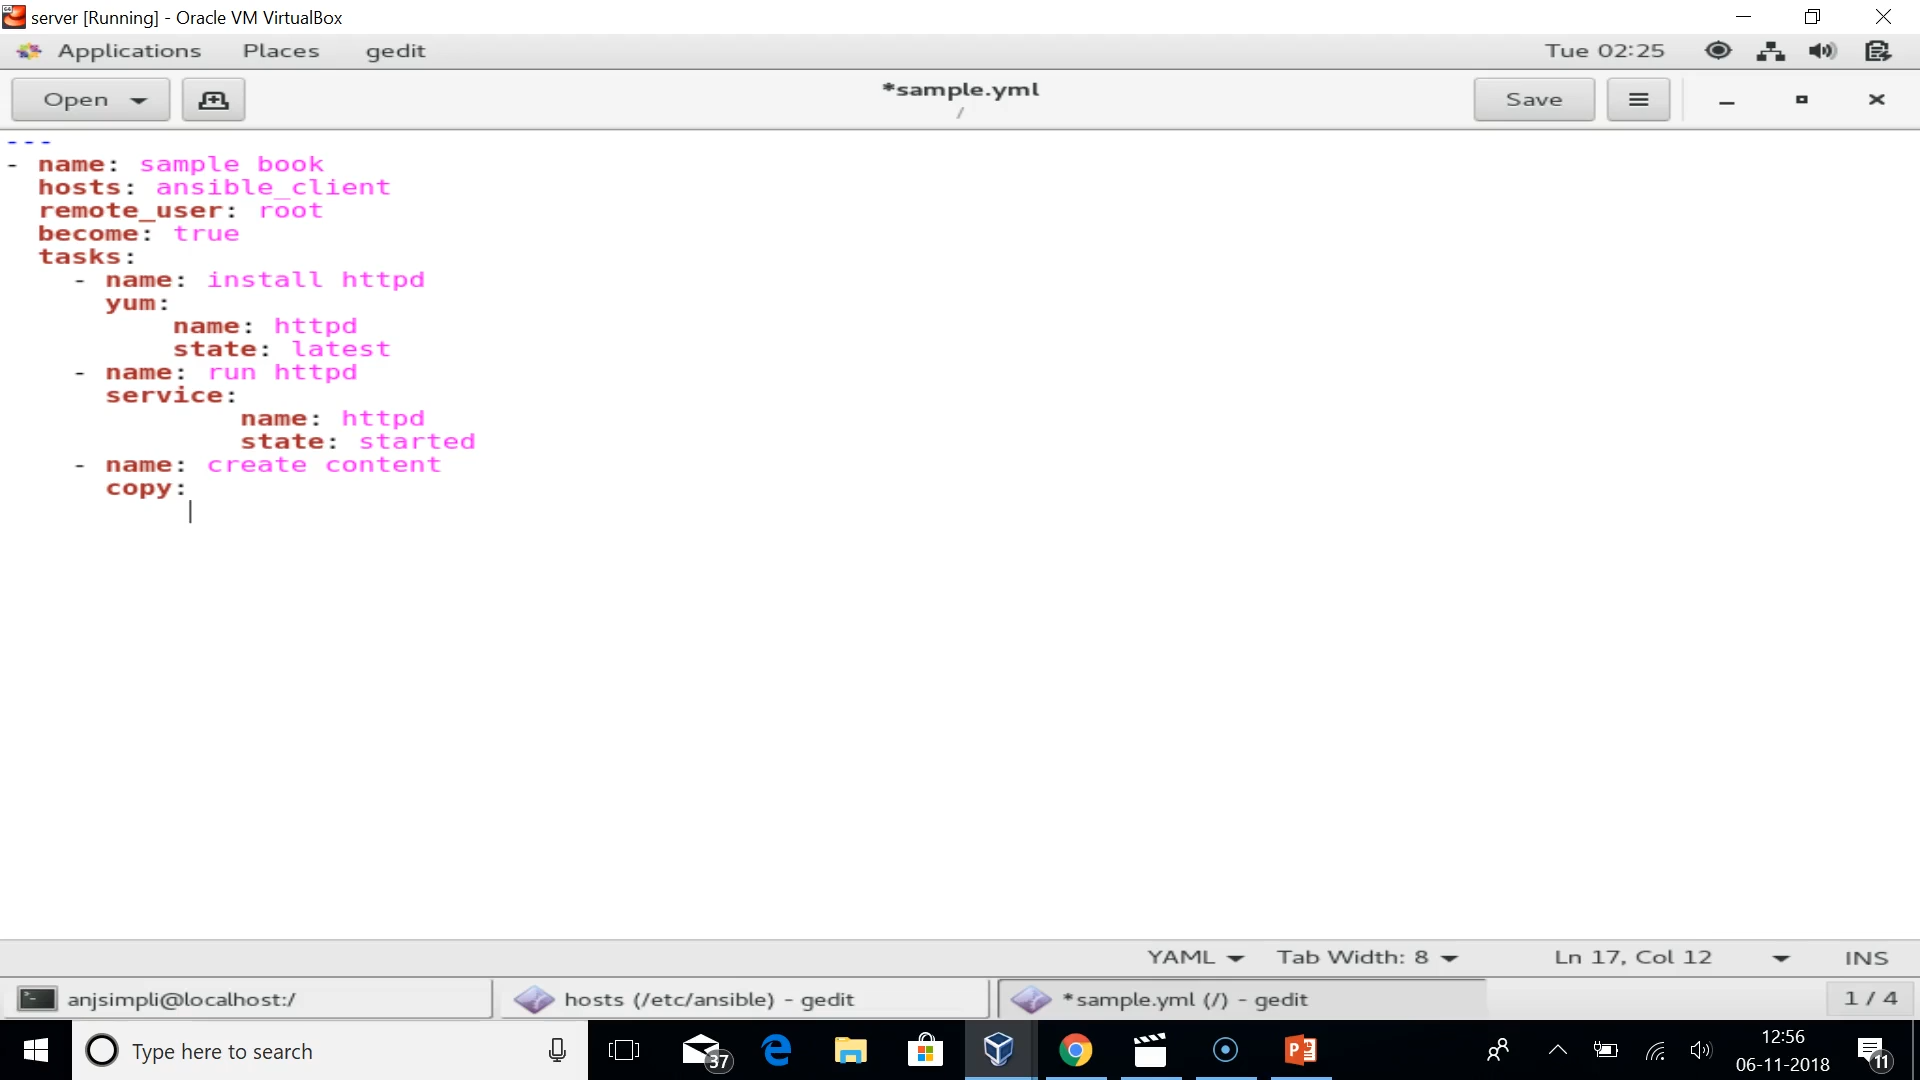 server [Running] - Oracle VM VirtualBox
Applications Places gedit Tue 02:25
Open *sample.yml Save
/
---
- name: sample book
  hosts: ansible_client
  remote_user: root
  become: true
  tasks:
    - name: install httpd
      yum:
          name: httpd
          state: latest
    - name: run httpd
      service:
              name: httpd
              state: started
    - name: create content
      copy:
YAML Tab Width: 8 Ln 17, Col 12 INS
anjsimpli@localhost:/ hosts (/etc/ansible) - gedit *sample.yml (/) - gedit 1 / 4
Type here to search 37 12:56
06-11-2018 11